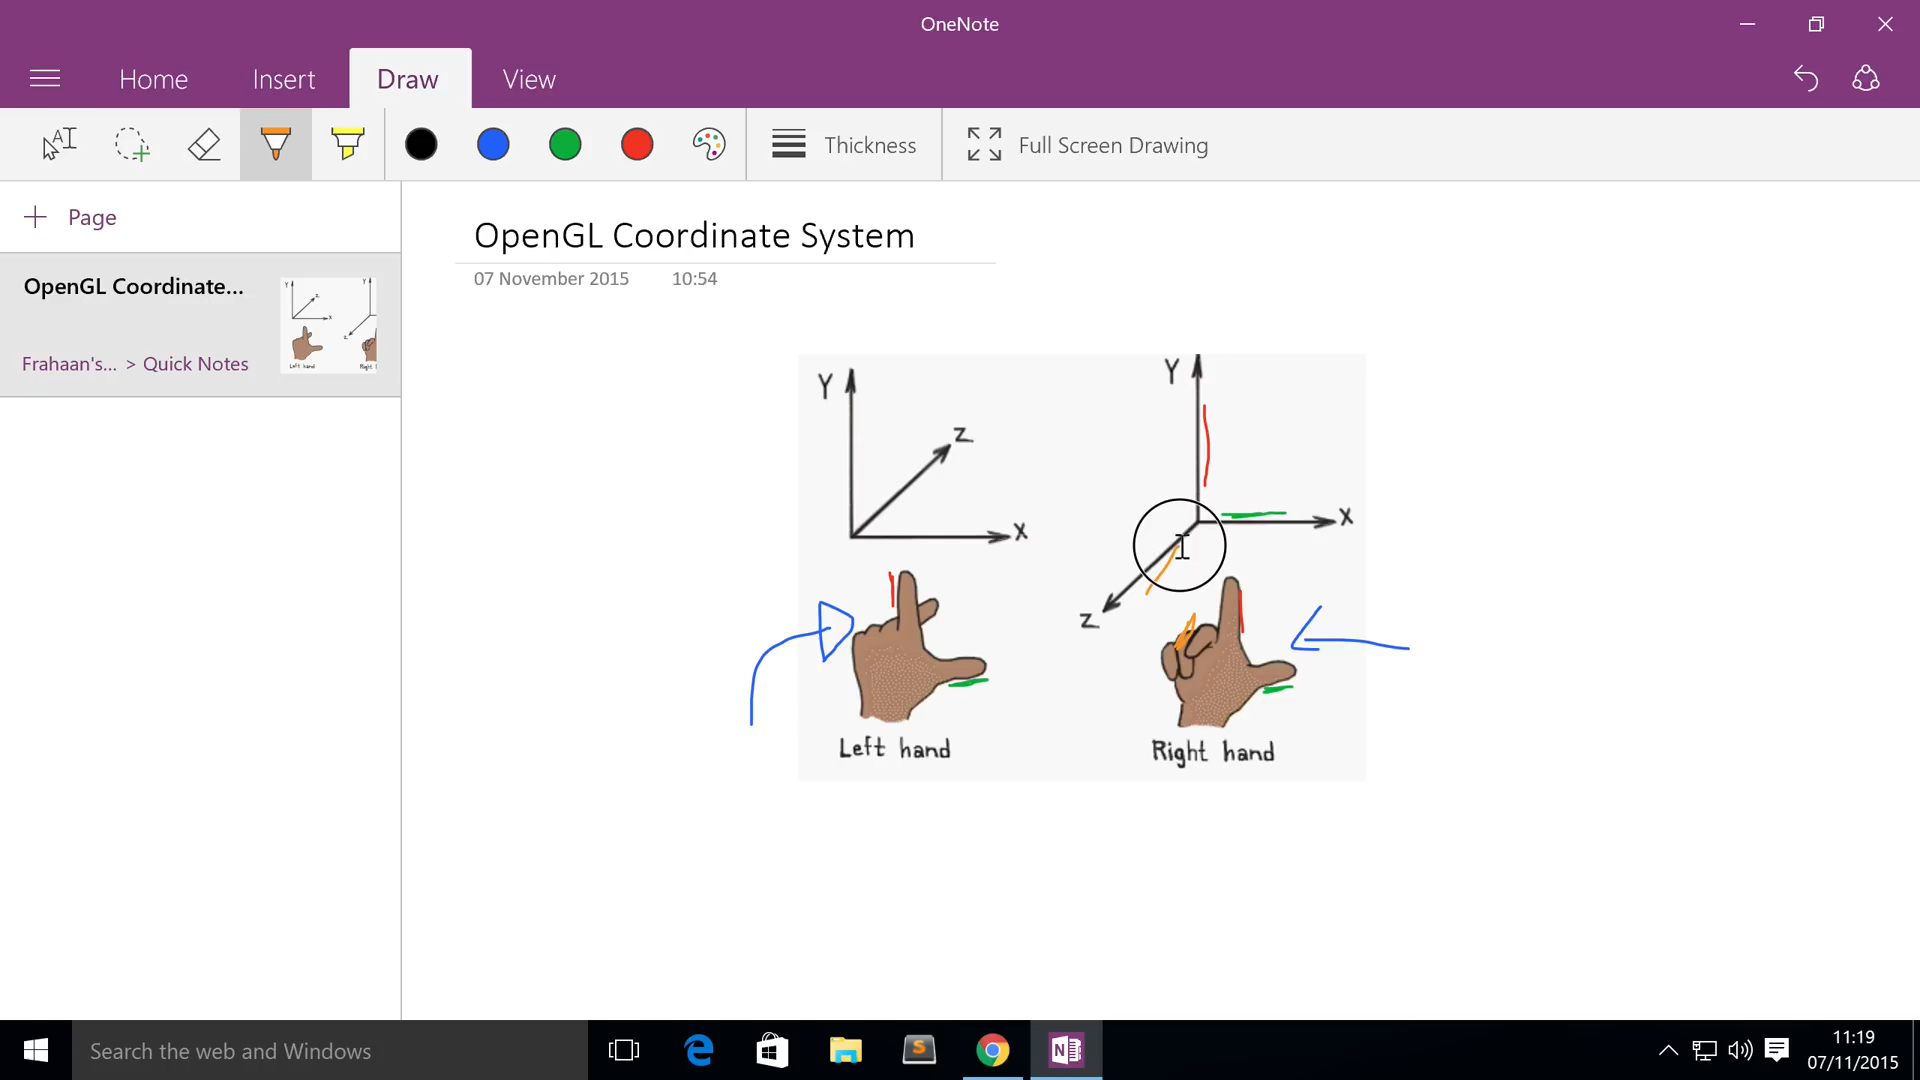 OneNote
Home
Insert
Draw
View
Thickness
Full Screen Drawing
Page
OpenGL Coordinate System
07 November 2015 10:54
OpenGL Coordinate...
Frahaan's... > Quick Notes
Y
Z
X
Y
X
Z
Left hand
Right hand
Search the web and Windows
11:19
07/11/2015